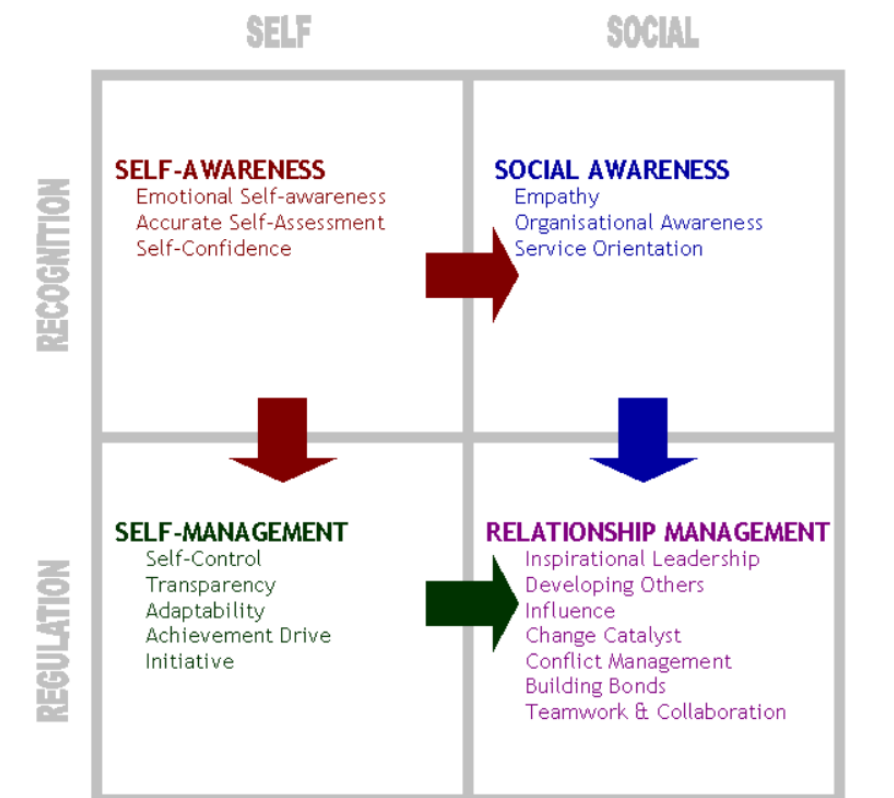 SELF
SOCIAL
RECOGNITION
SELF-AWARENESS
Emotional Self-awareness
Accurate Self-Assessment
Self-Confidence
SOCIAL AWARENESS
Empathy
Organisational Awareness
Service Orientation
REGULATION
SELF-MANAGEMENT
Self-Control
Transparency
Adaptability
Achievement Drive
Initiative
RELATIONSHIP MANAGEMENT
Inspirational Leadership
Developing Others
Influence
Change Catalyst
Conflict Management
Building Bonds
Teamwork & Collaboration